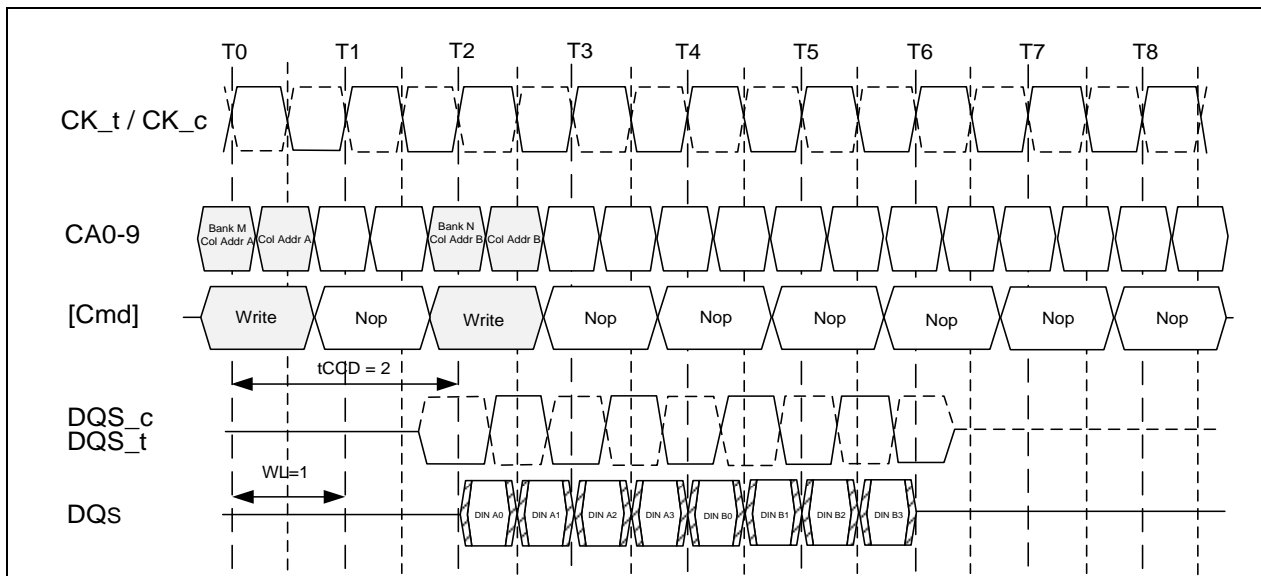 T0 T1 T2 T3 T4 T5 T6 T7 T8
CK_t / CK_c
CA0-9
Bank M
Col Addr A
Col Addr A
Bank N
Col Addr B
Col Addr B
[Cmd]
Write Nop Write Nop Nop Nop Nop Nop Nop
tCCD = 2
DQS_c
DQS_t
WL=1
DQs
DIN A0 DIN A1 DIN A2 DIN A3 DIN B0 DIN B1 DIN B2 DIN B3